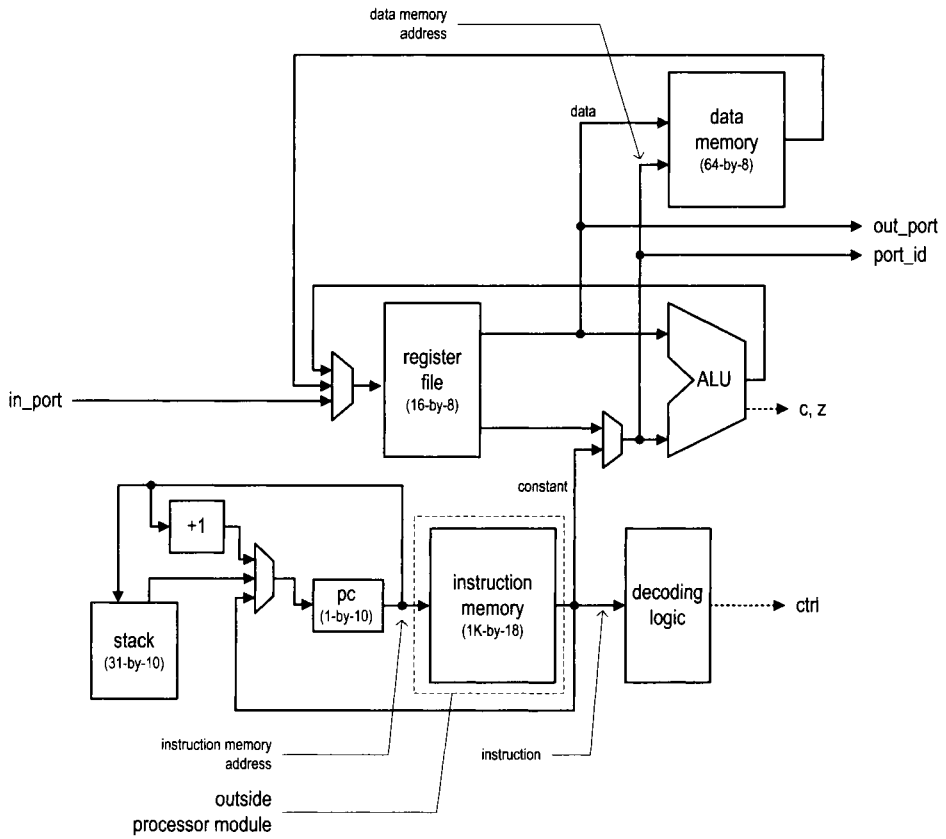 data memory
address
data
data
memory
(64-by-8)
out_port
port_id
register
file
(16-by-8)
ALU
in_port
c, z
constant
+1
pc
(1-by-10)
instruction
memory
(1K-by-18)
decoding
logic
ctrl
stack
(31-by-10)
instruction memory
address
instruction
outside
processor module